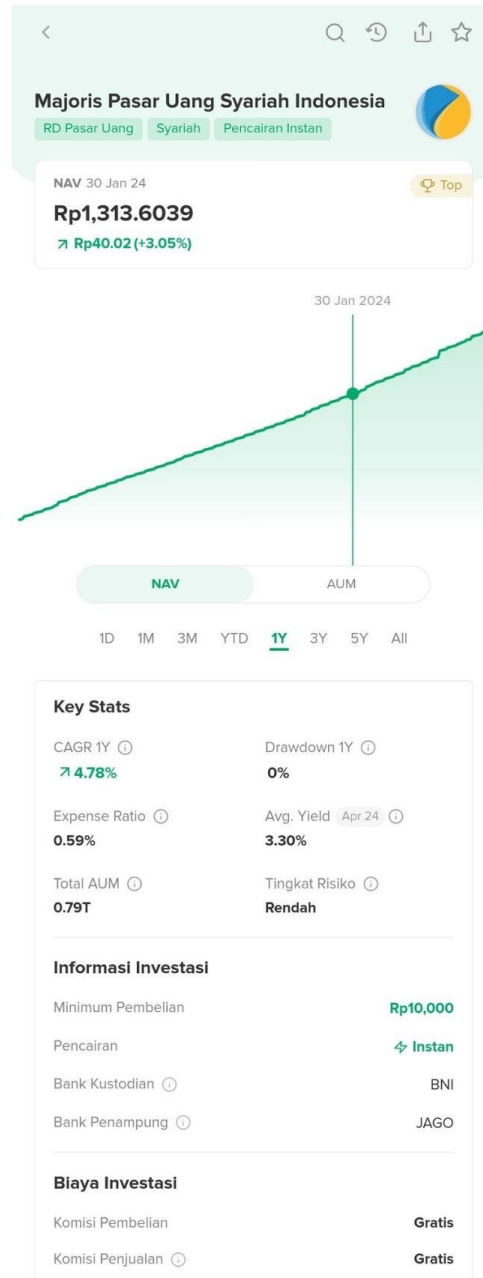 Majoris Pasar Uang Syariah Indonesia
RD Pasar Uang Syariah Pencairan Instan
NAV 30 Jan 24
Top
Rp1,313.6039
Rp40.02 (+3.05%)
30 Jan 2024
NAV AUM
1D 1M 3M YTD 1Y 3Y 5Y All
Key Stats
CAGR 1Y Drawdown 1Y
4.78% 0%
Expense Ratio Avg. Yield Apr 24
0.59% 3.30%
Total AUM Tingkat Risiko
0.79T Rendah
Informasi Investasi
Minimum Pembelian Rp10,000
Pencairan Instan
Bank Kustodian BNI
Bank Penampung JAGO
Biaya Investasi
Komisi Pembelian Gratis
Komisi Penjualan Gratis